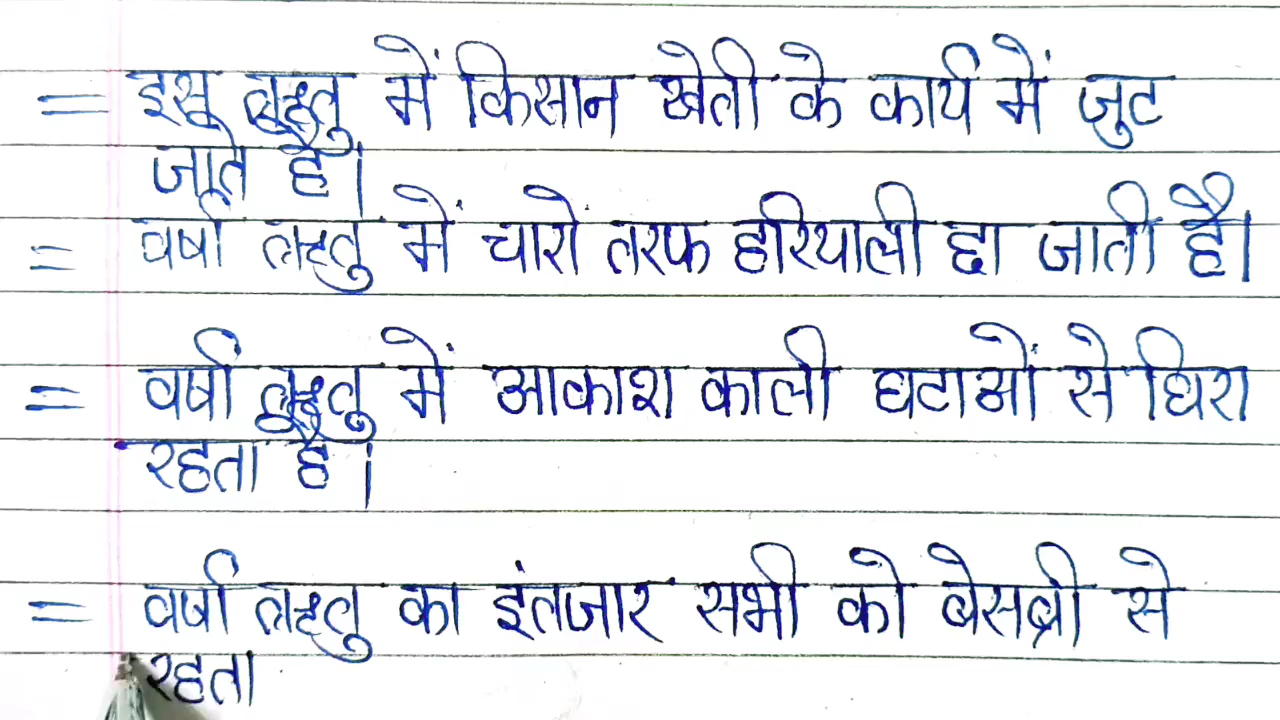 = इस ऋतु में किसान खेती के कार्य में जुट
जाते है।
= वर्षा ऋतु में चारों तरफ हरियाली छा जाती है।
= वर्षा ऋतु में आकाश काली घटाओं से घिरा
रहता है।
= वर्षा ऋतु का इंतजार सभी को बेसब्री से
रहता